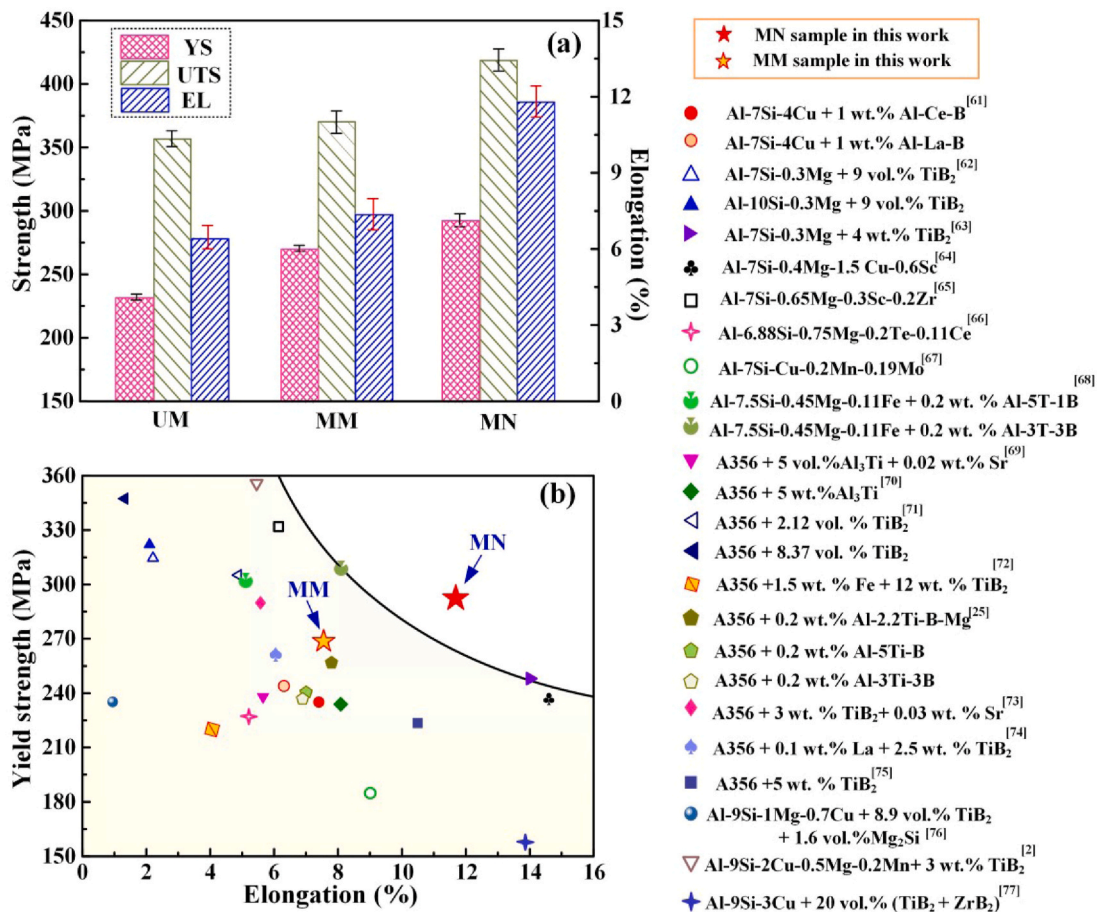 (a)
YS
UTS
EL
450
400
350
300
250
200
150
Strength (MPa)
15
12
9
6
3
0
Elongation (%)
UM MM MN
(b)
MN
MM
360
330
300
270
240
210
180
150
Yield strength (MPa)
0 2 4 6 8 10 12 14 16
Elongation (%)
MN sample in this work
MM sample in this work
Al-7Si-4Cu + 1 wt.% Al-Ce-B[61]
Al-7Si-4Cu + 1 wt.% Al-La-B
Al-7Si-0.3Mg + 9 vol.% TiB2[62]
Al-10Si-0.3Mg + 9 vol.% TiB2
Al-7Si-0.3Mg + 4 wt.% TiB2[63]
Al-7Si-0.4Mg-1.5 Cu-0.6Sc[64]
Al-7Si-0.65Mg-0.3Sc-0.2Zr[65]
Al-6.88Si-0.75Mg-0.2Te-0.11Ce[66]
Al-7Si-Cu-0.2Mn-0.19Mo[67]
Al-7.5Si-0.45Mg-0.11Fe + 0.2 wt. % Al-5T-1B[68]
Al-7.5Si-0.45Mg-0.11Fe + 0.2 wt. % Al-3T-3B
A356 + 5 vol.%Al3Ti + 0.02 wt.% Sr[69]
A356 + 5 wt.%Al3Ti[70]
A356 + 2.12 vol. % TiB2[71]
A356 + 8.37 vol. % TiB2
A356 +1.5 wt. % Fe + 12 wt. % TiB2[72]
A356 + 0.2 wt.% Al-2.2Ti-B-Mg[25]
A356 + 0.2 wt.% Al-5Ti-B
A356 + 0.2 wt.% Al-3Ti-3B
A356 + 3 wt. % TiB2+ 0.03 wt. % Sr[73]
A356 + 0.1 wt.% La + 2.5 wt. % TiB2[74]
A356 +5 wt. % TiB2[75]
Al-9Si-1Mg-0.7Cu + 8.9 vol.% TiB2
+ 1.6 vol.%Mg2Si [76]
Al-9Si-2Cu-0.5Mg-0.2Mn+ 3 wt.% TiB2[2]
Al-9Si-3Cu + 20 vol.% (TiB2 + ZrB2)[77]